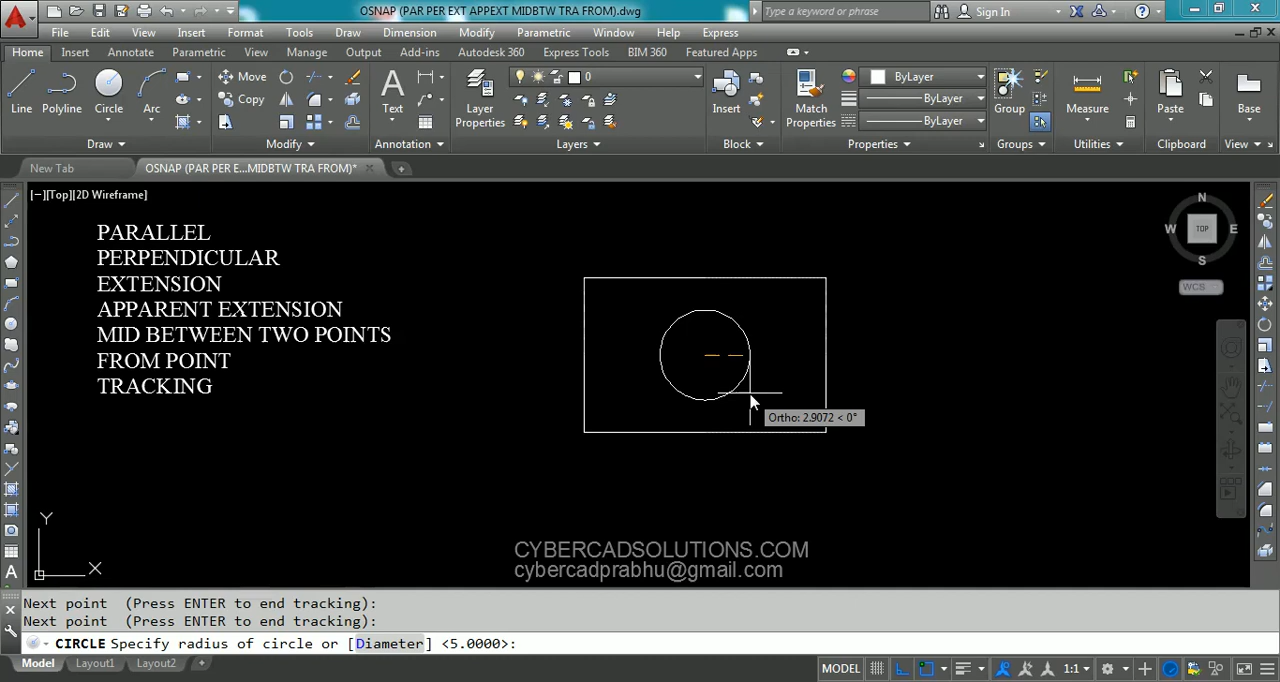 OSNAP (PAR PER EXT APPEXT MIDBTW TRA FROM).dwg
Type a keyword or phrase
Sign In
File Edit View Insert Format Tools Draw Dimension Modify Parametric Window Help Express
Home Insert Annotate Parametric View Manage Output Add-ins Autodesk 360 Express Tools BIM 360 Featured Apps
Line Polyline Circle Arc
Move
Copy
Text
Layer Properties
0
Insert
Match Properties
ByLayer
ByLayer
ByLayer
Group
Measure
Paste
Base
Draw Modify Annotation Layers Block Properties Groups Utilities Clipboard View
New Tab OSNAP (PAR PER E...MIDBTW TRA FROM)*
[−][Top][2D Wireframe]
PARALLEL
PERPENDICULAR
EXTENSION
APPARENT EXTENSION
MID BETWEEN TWO POINTS
FROM POINT
TRACKING
N
W TOP E
S
WCS
Ortho: 2.9072 < 0°
Y
X
CYBERCADSOLUTIONS.COM
cybercadprabhu@gmail.com
Next point  (Press ENTER to end tracking):
Next point  (Press ENTER to end tracking):
CIRCLE Specify radius of circle or [Diameter] <5.0000>:
Model Layout1 Layout2 +
MODEL 1:1